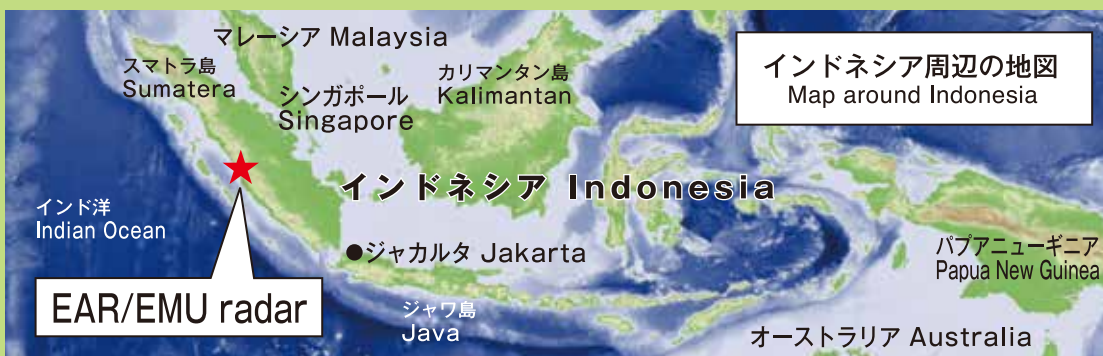 マレーシア Malaysia
スマトラ島
Sumatera
シンガポール
Singapore
カリマンタン島
Kalimantan
インドネシア周辺の地図
Map around Indonesia
インドネシア Indonesia
インド洋
Indian Ocean
●ジャカルタ Jakarta
パプアニューギニア
Papua New Guinea
EAR/EMU radar
ジャワ島
Java
オーストラリア Australia